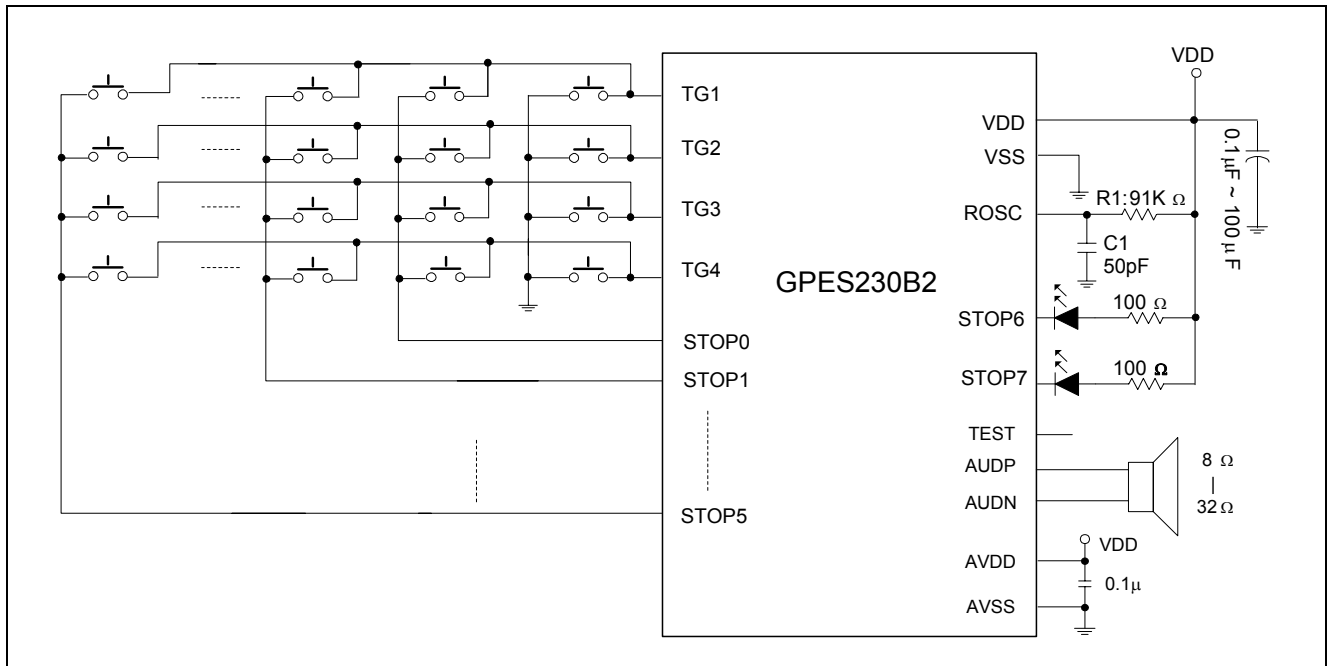 TG1
TG2
TG3
TG4
STOP0
STOP1
STOP5
GPES230B2
VDD
VSS
ROSC
STOP6
STOP7
TEST
AUDP
AUDN
AVDD
AVSS
VDD
0.1μF ~ 100μF
R1:91K Ω
C1
50pF
100 Ω
100 Ω
8 Ω
|
32Ω
VDD
0.1μ